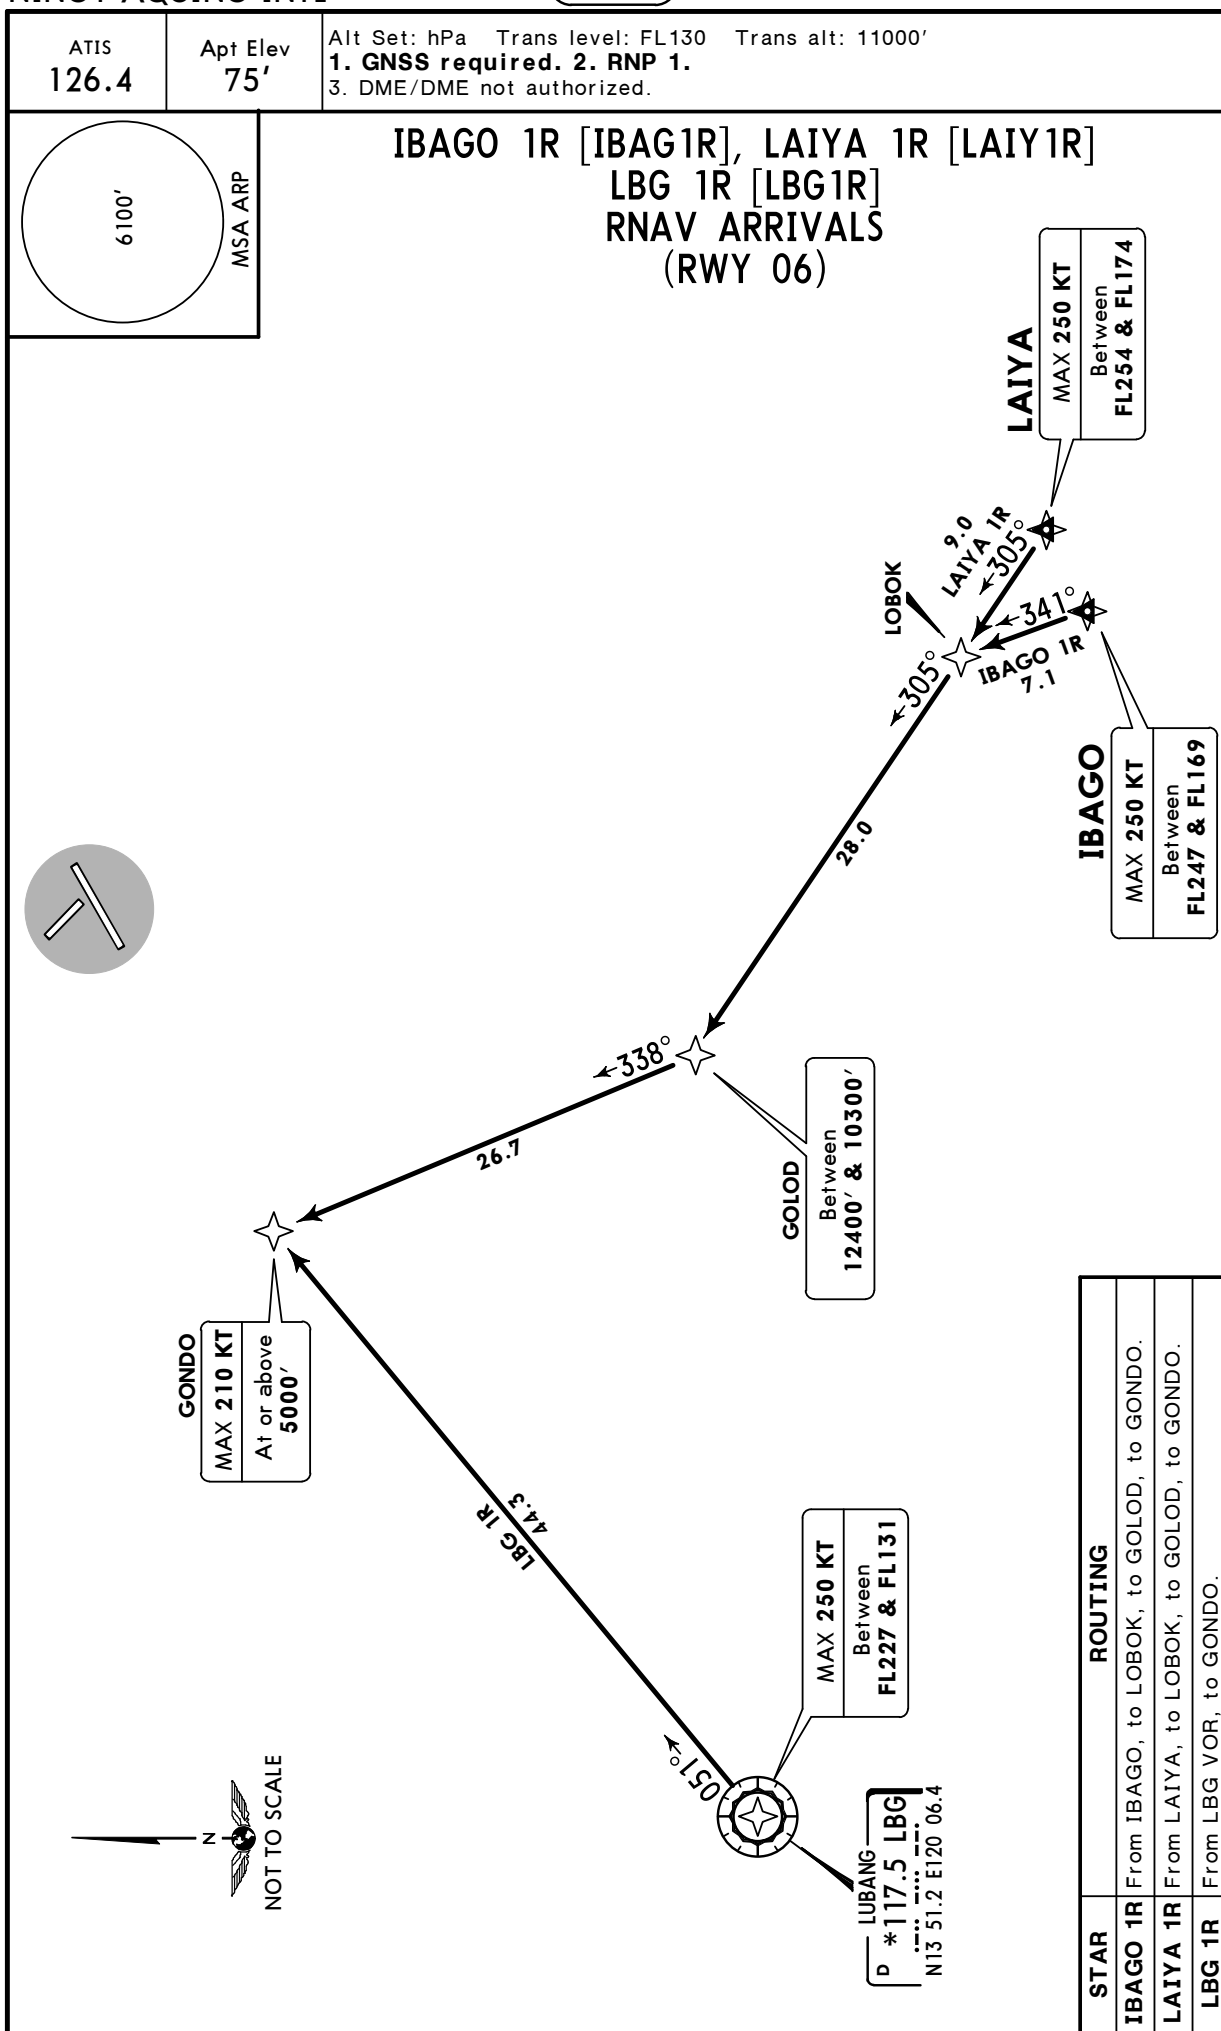 ATIS
126.4
Apt Elev
75'
Alt Set: hPa Trans level: FL130 Trans alt: 11000'
1. GNSS required. 2. RNP 1.
3. DME/DME not authorized.
6100'
MSA ARP
IBAGO 1R [IBAG1R], LAIYA 1R [LAIY1R]
LBG 1R [LBG1R]
RNAV ARRIVALS
(RWY 06)
LAIYA
MAX 250 KT
Between
FL254 & FL174
9.0
LAIYA 1R
305°
LOBOK
341°
IBAGO 1R
7.1
305°
IBAGO
MAX 250 KT
Between
FL247 & FL169
28.0
338°
GOLOD
Between
12400' & 10300'
26.7
GONDO
MAX 210 KT
At or above
5000'
LBG 1R
44.3
051°
MAX 250 KT
Between
FL227 & FL131
LUBANG
D *117.5 LBG
N13 51.2 E120 06.4
N
NOT TO SCALE
STAR ROUTING
IBAGO 1R From IBAGO, to LOBOK, to GOLOD, to GONDO.
LAIYA 1R From LAIYA, to LOBOK, to GOLOD, to GONDO.
LBG 1R From LBG VOR, to GONDO.